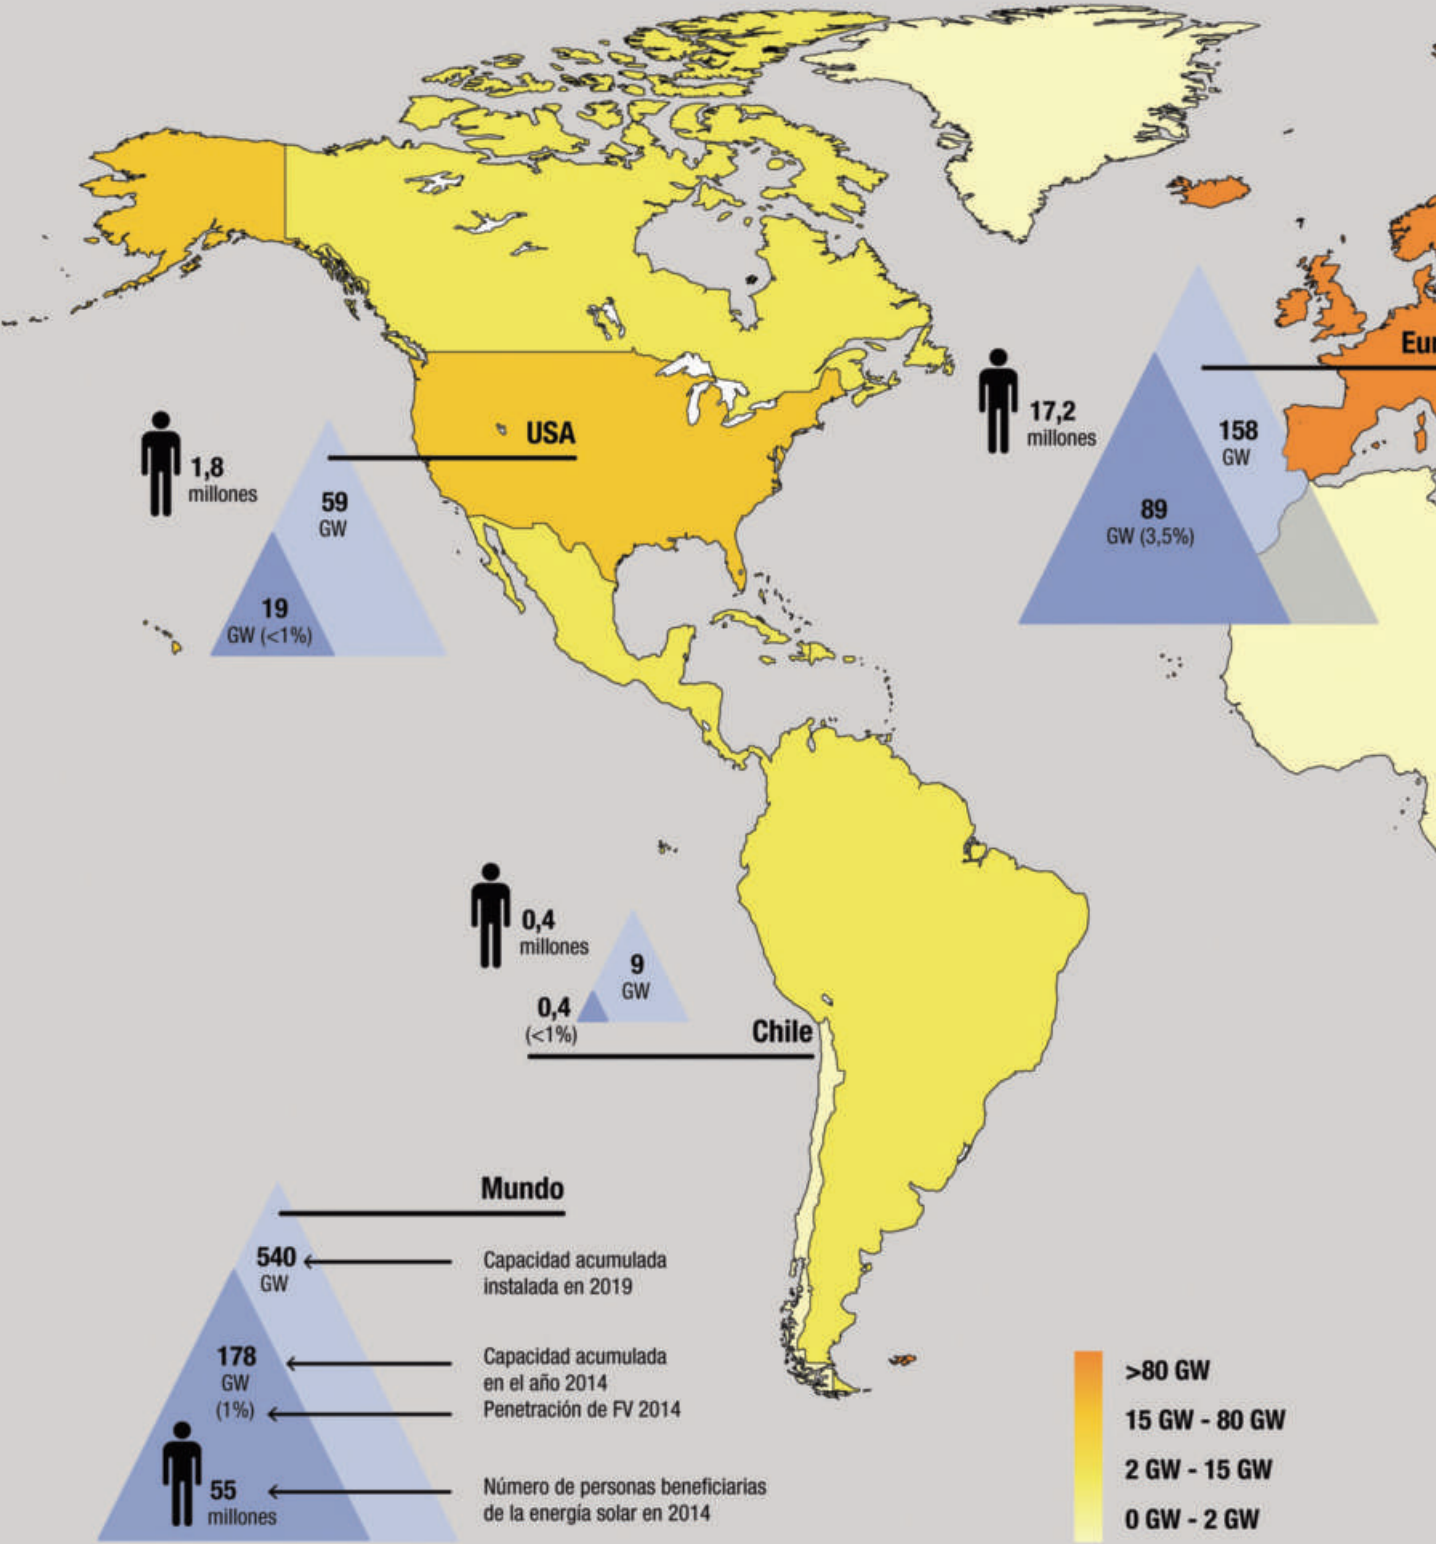 USA
1,8
millones
59
GW
19
GW (<1%)
Eur
17,2
millones
158
GW
89
GW (3,5%)
0,4
millones
9
GW
0,4
(<1%)
Chile
Mundo
540
GW
Capacidad acumulada
instalada en 2019
178
GW
(1%)
Capacidad acumulada
en el año 2014
Penetración de FV 2014
55
millones
Número de personas beneficiarias
de la energía solar en 2014
>80 GW
15 GW - 80 GW
2 GW - 15 GW
0 GW - 2 GW